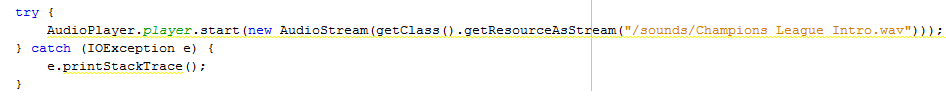 try {
AudioPlayer.player.start(new AudioStream(getClass().getResourceAsStream("/sounds/Champions League Intro.wav")));
} catch (IOException e) {
e.printStackTrace();
}